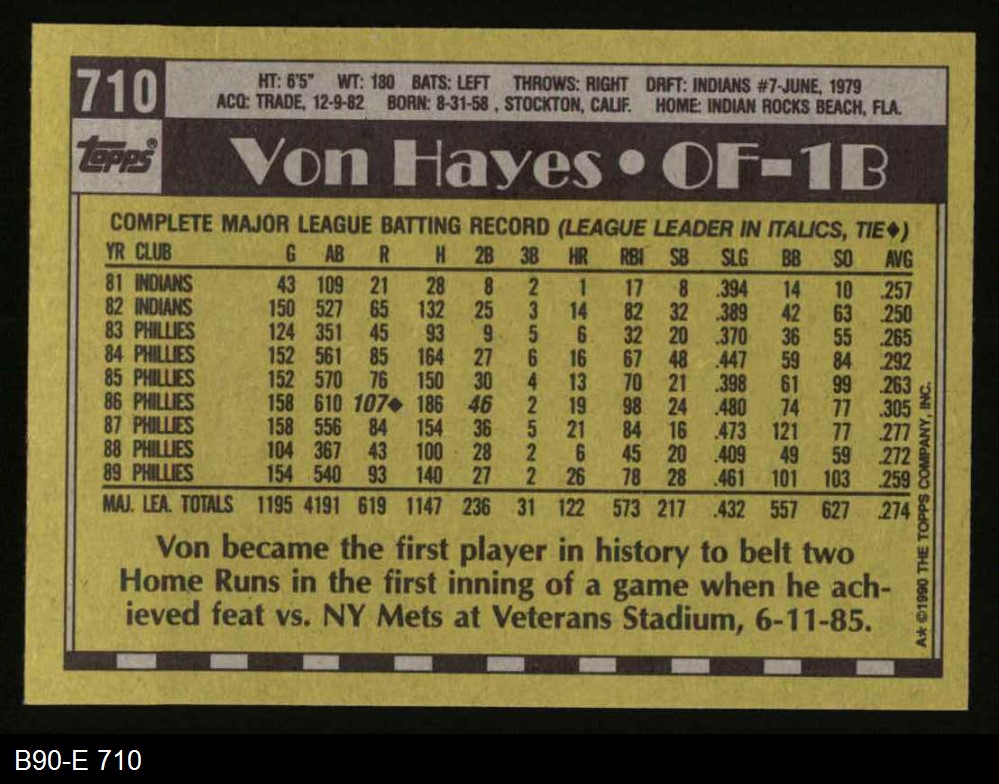 710
HT: 6'5" WT: 180 BATS: LEFT THROWS: RIGHT DRFT: INDIANS #7-JUNE, 1979
ACQ: TRADE, 12-9-82 BORN: 8-31-58 , STOCKTON, CALIF. HOME: INDIAN ROCKS BEACH, FLA.
topps®
Von Hayes • OF-1B
COMPLETE MAJOR LEAGUE BATTING RECORD (LEAGUE LEADER IN ITALICS, TIE♦)
YR CLUB G AB R H 2B 3B HR RBI SB SLG BB SO AVG
81 INDIANS 43 109 21 28 8 2 1 17 8 .394 14 10 .257
82 INDIANS 150 527 65 132 25 3 14 82 32 .389 42 63 .250
83 PHILLIES 124 351 45 93 9 5 6 32 20 .370 36 55 .265
84 PHILLIES 152 561 85 164 27 6 16 67 48 .447 59 84 .292
85 PHILLIES 152 570 76 150 30 4 13 70 21 .398 61 99 .263
86 PHILLIES 158 610 107♦ 186 46 2 19 98 24 .480 74 77 .305
87 PHILLIES 158 556 84 154 36 5 21 84 16 .473 121 77 .277
88 PHILLIES 104 367 43 100 28 2 6 45 20 .409 49 59 .272
89 PHILLIES 154 540 93 140 27 2 26 78 28 .461 101 103 .259
MAJ. LEA. TOTALS 1195 4191 619 1147 236 31 122 573 217 .432 557 627 .274
Von became the first player in history to belt two
Home Runs in the first inning of a game when he ach-
ieved feat vs. NY Mets at Veterans Stadium, 6-11-85.
A★ ©1990 THE TOPPS COMPANY, INC.
B90-E 710